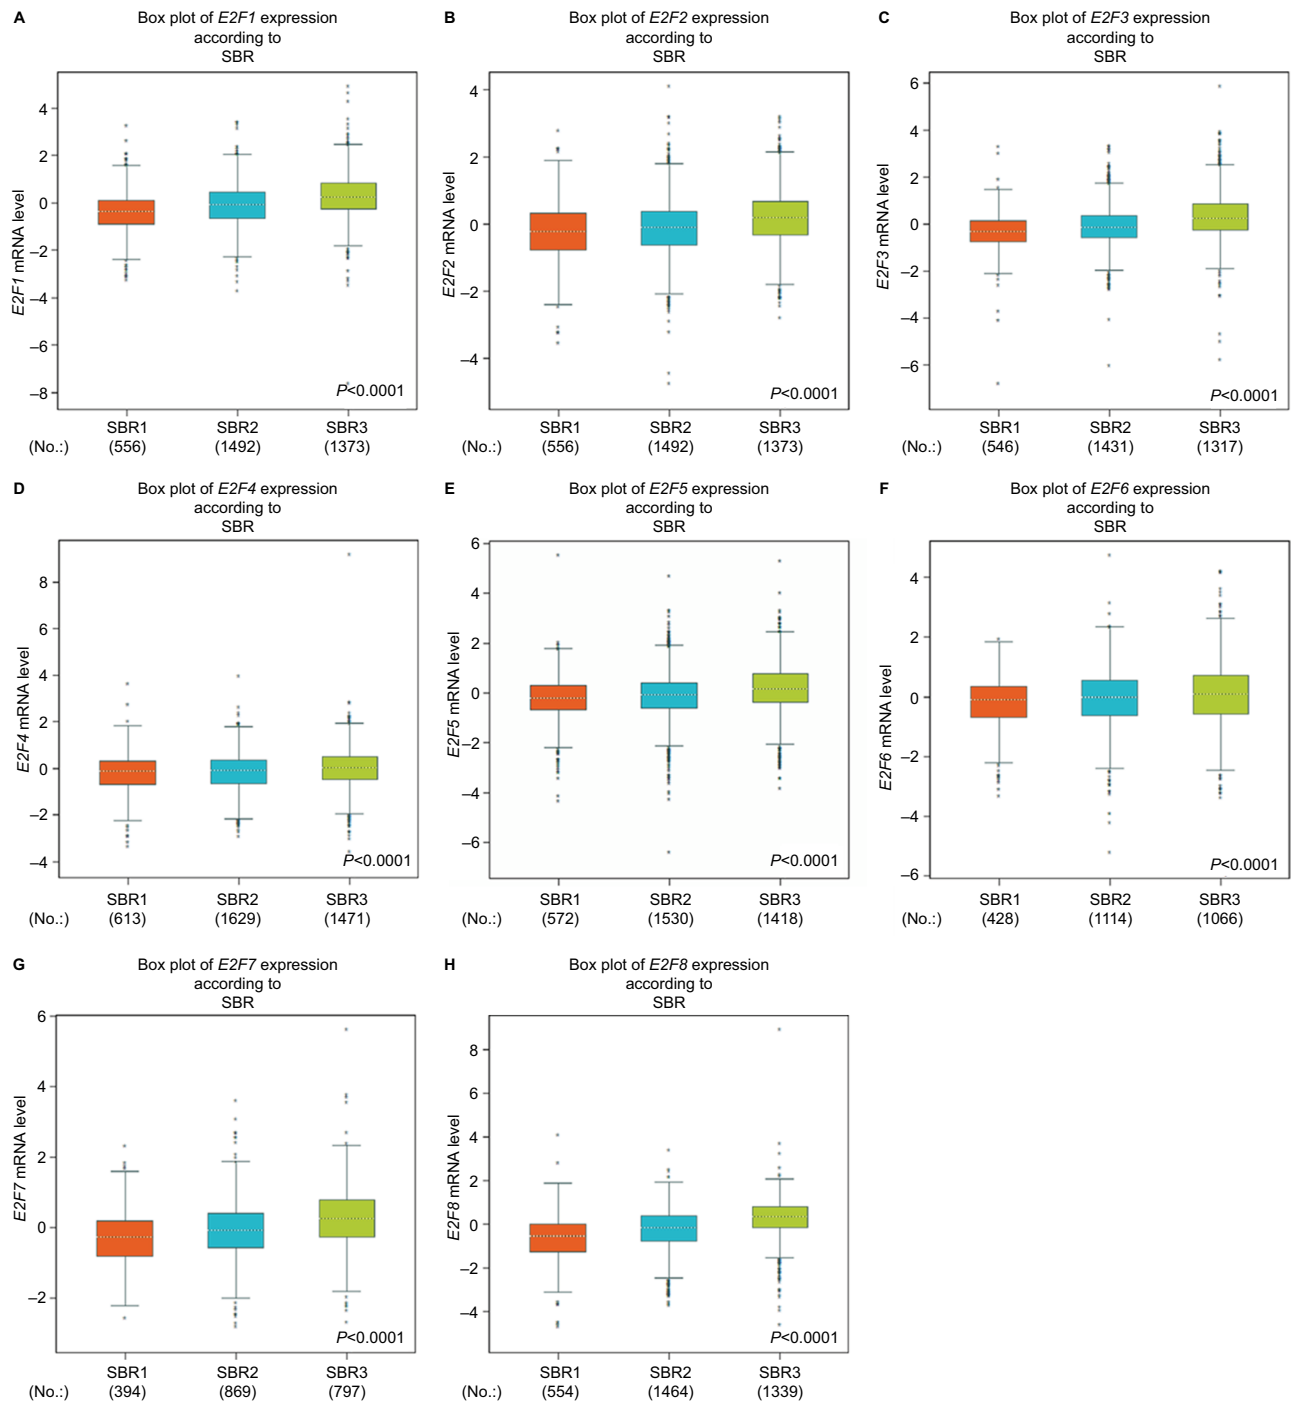 A
Box plot of E2F1 expression
according to
SBR
E2F1 mRNA level
4
2
0
–2
–4
–6
–8
P<0.0001
SBR1 SBR2 SBR3
(No.:) (556) (1492) (1373)
B
Box plot of E2F2 expression
according to
SBR
E2F2 mRNA level
4
2
0
–2
–4
P<0.0001
SBR1 SBR2 SBR3
(No.:) (556) (1492) (1373)
C
Box plot of E2F3 expression
according to
SBR
E2F3 mRNA level
6
4
2
0
–2
–4
–6
P<0.0001
SBR1 SBR2 SBR3
(No.:) (546) (1431) (1317)
D
Box plot of E2F4 expression
according to
SBR
E2F4 mRNA level
8
6
4
2
0
–2
–4
P<0.0001
SBR1 SBR2 SBR3
(No.:) (613) (1629) (1471)
E
Box plot of E2F5 expression
according to
SBR
E2F5 mRNA level
6
4
2
0
–2
–4
–6
P<0.0001
SBR1 SBR2 SBR3
(No.:) (572) (1530) (1418)
F
Box plot of E2F6 expression
according to
SBR
E2F6 mRNA level
4
2
0
–2
–4
–6
P<0.0001
SBR1 SBR2 SBR3
(No.:) (428) (1114) (1066)
G
Box plot of E2F7 expression
according to
SBR
E2F7 mRNA level
6
4
2
0
–2
P<0.0001
SBR1 SBR2 SBR3
(No.:) (394) (869) (797)
H
Box plot of E2F8 expression
according to
SBR
E2F8 mRNA level
8
6
4
2
0
–2
–4
P<0.0001
SBR1 SBR2 SBR3
(No.:) (554) (1464) (1339)